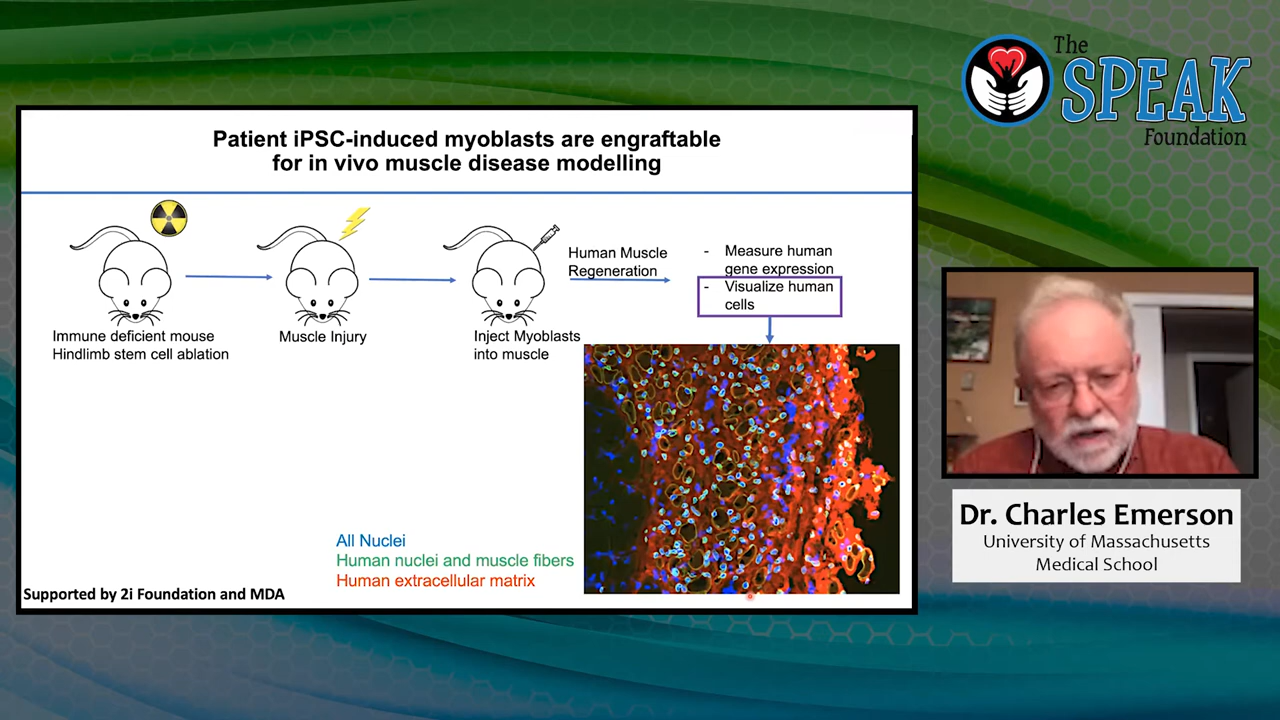 The
SPEAK
Foundation
Patient iPSC-induced myoblasts are engraftable
for in vivo muscle disease modelling
Immune deficient mouse
Hindlimb stem cell ablation
Muscle Injury
Inject Myoblasts
into muscle
Human Muscle
Regeneration
- Measure human
gene expression
- Visualize human
cells
All Nuclei
Human nuclei and muscle fibers
Human extracellular matrix
Supported by 2i Foundation and MDA
Dr. Charles Emerson
University of Massachusetts
Medical School